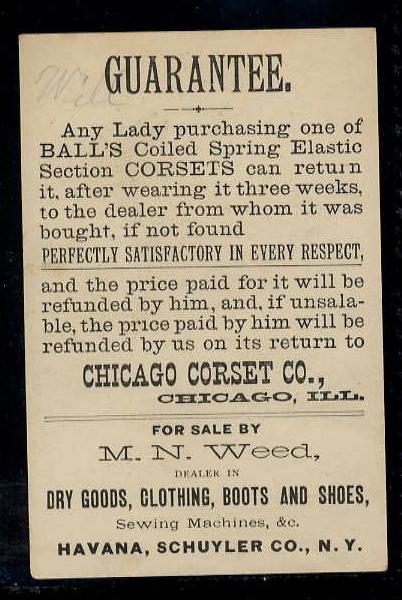 GUARANTEE.
Any Lady purchasing one of
BALL'S Coiled Spring Elastic
Section CORSETS can return
it, after wearing it three weeks,
to the dealer from whom it was
bought, if not found
PERFECTLY SATISFACTORY IN EVERY RESPECT,
and the price paid for it will be
refunded by him, and, if unsala-
ble, the price paid by him will be
refunded by us on its return to
CHICAGO CORSET CO.,
CHICAGO, ILL.
FOR SALE BY
M. N. Weed,
DEALER IN
DRY GOODS, CLOTHING, BOOTS AND SHOES,
Sewing Machines, &c.
HAVANA, SCHUYLER CO., N. Y.